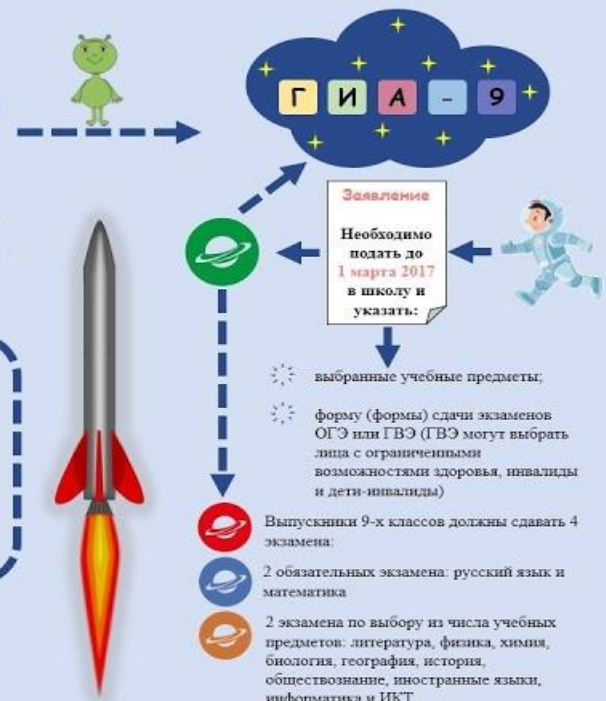 ГИА-9
Заявление
Необходимо
подать до
1 марта 2017
в школу и
указать:
выбранные учебные предметы;
форму (формы) сдачи экзаменов
ОГЭ или ГВЭ (ГВЭ могут выбрать
лица с ограниченными
возможностями здоровья, инвалиды
и дети-инвалиды)
Выпускники 9-х классов должны сдавать 4
экзамена:
2 обязательных экзамена: русский язык и
математика
2 экзамена по выбору из числа учебных
предметов: литература, физика, химия,
биология, география, история,
обществознание, иностранные языки,
информатика и ИКТ